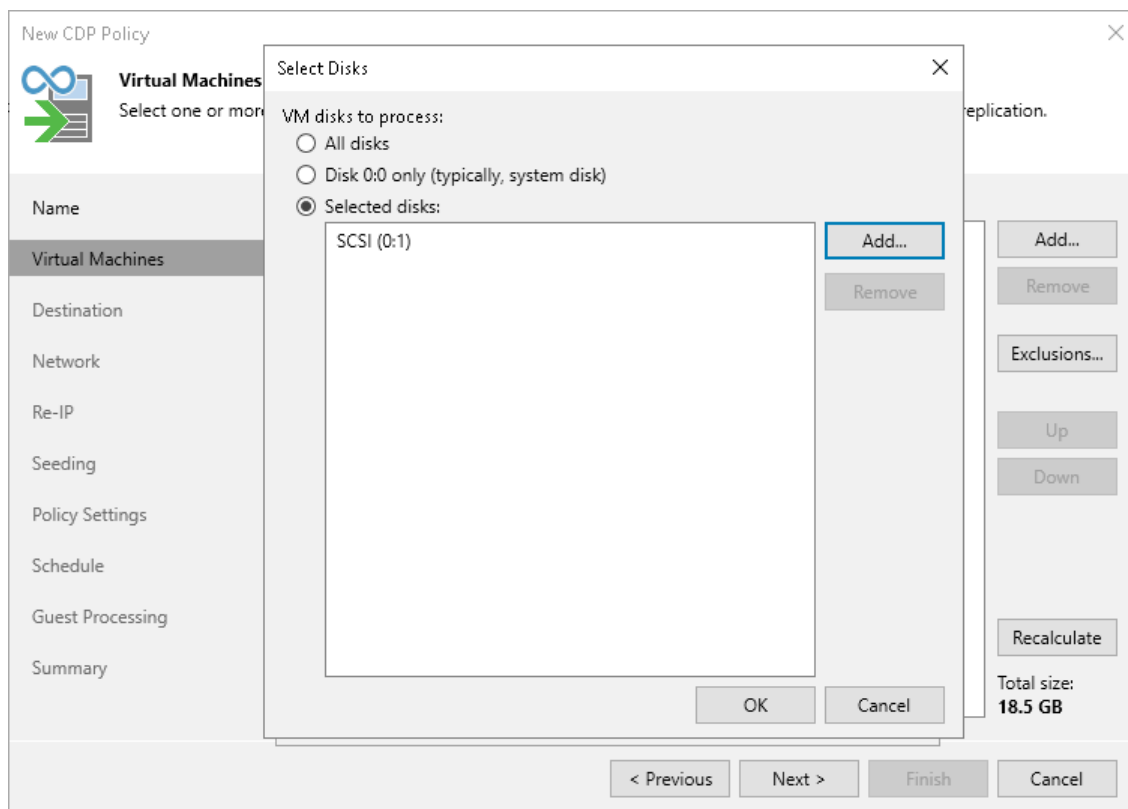 New CDP Policy
Virtual Machines
Select one or more
replication.
Name
Virtual Machines
Destination
Network
Re-IP
Seeding
Policy Settings
Schedule
Guest Processing
Summary
Select Disks
VM disks to process:
All disks
Disk 0:0 only (typically, system disk)
Selected disks:
SCSI (0:1)
Add...
Remove
OK
Cancel
Add...
Remove
Exclusions...
Up
Down
Recalculate
Total size:
18.5 GB
< Previous
Next >
Finish
Cancel